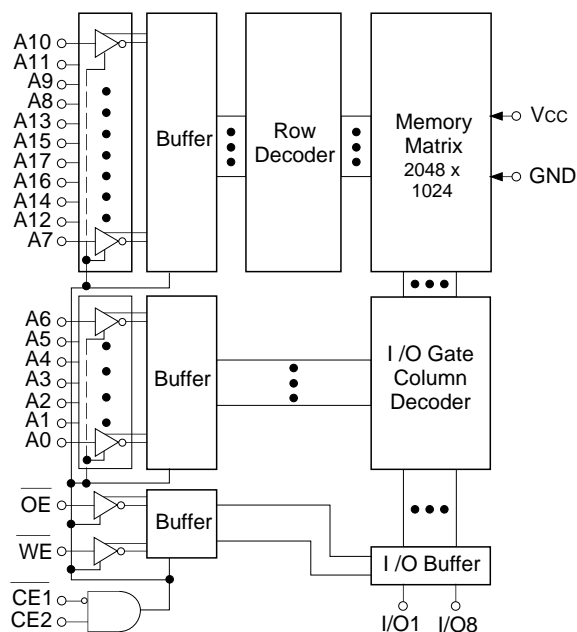 A10
A11
A9
A8
A13
A15
A17
A16
A14
A12
A7
Buffer
Row
Decoder
Memory
Matrix
2048 x
1024
VCC
GND
A6
A5
A4
A3
A2
A1
A0
Buffer
I /O Gate
Column
Decoder
OE
WE
CE1
CE2
Buffer
I /O Buffer
I/O1 I/O8